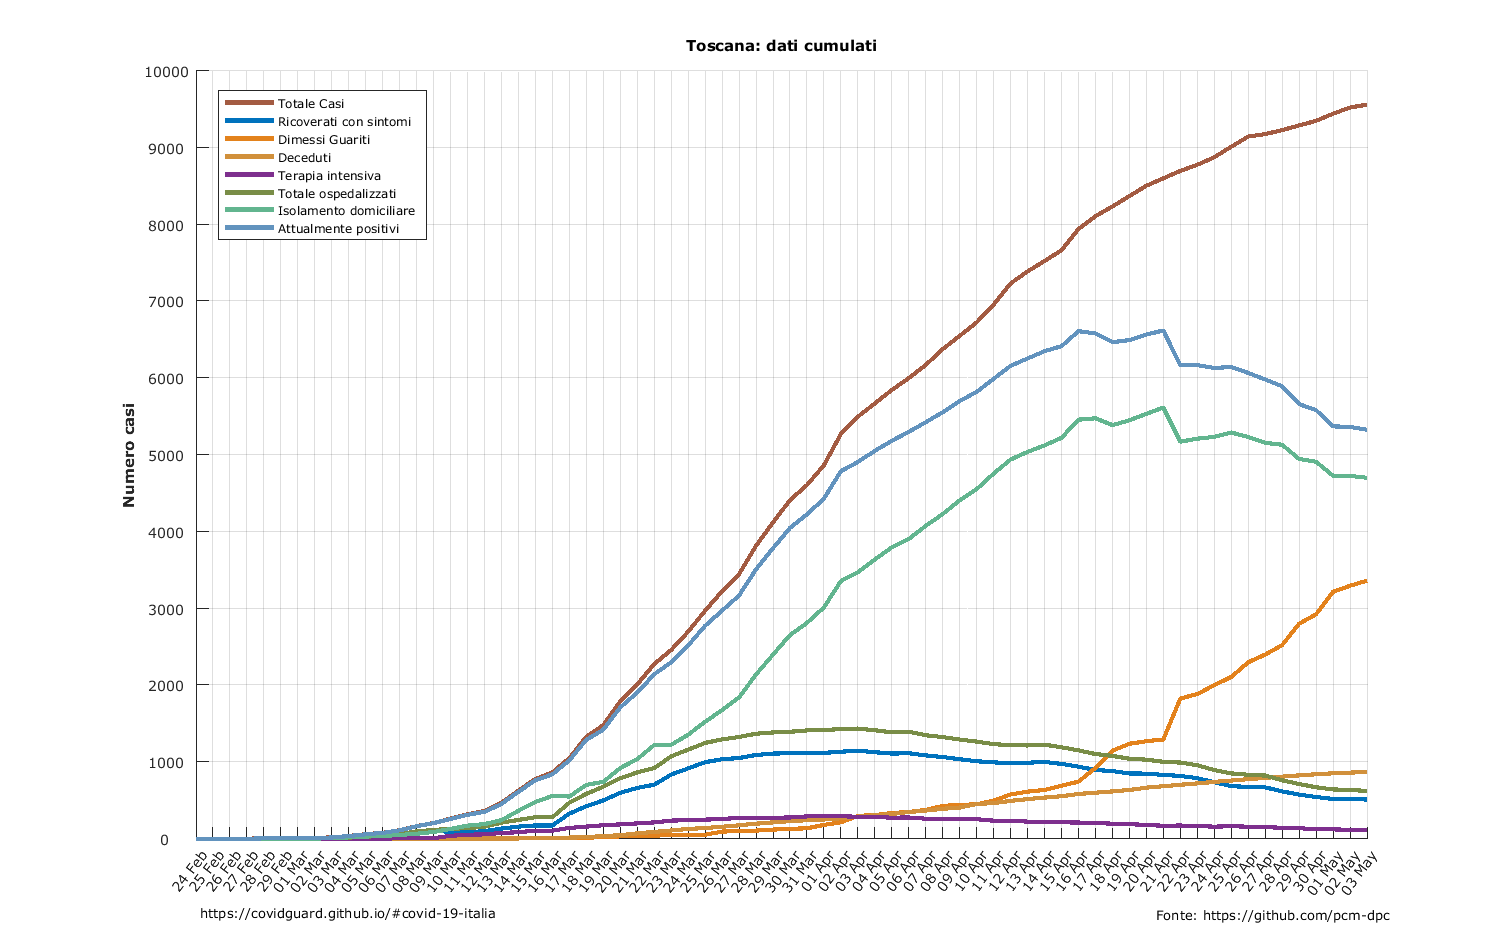 Toscana: dati cumulati
10000
9000
8000
7000
6000
5000
4000
3000
2000
1000
0
Numero casi
Totale Casi
Ricoverati con sintomi
Dimessi Guariti
Deceduti
Terapia intensiva
Totale ospedalizzati
Isolamento domiciliare
Attualmente positivi
24 Feb
25 Feb
26 Feb
27 Feb
28 Feb
29 Feb
01 Mar
02 Mar
03 Mar
04 Mar
05 Mar
06 Mar
07 Mar
08 Mar
09 Mar
10 Mar
11 Mar
12 Mar
13 Mar
14 Mar
15 Mar
16 Mar
17 Mar
18 Mar
19 Mar
20 Mar
21 Mar
22 Mar
23 Mar
24 Mar
25 Mar
26 Mar
27 Mar
28 Mar
29 Mar
30 Mar
31 Mar
01 Apr
02 Apr
03 Apr
04 Apr
05 Apr
06 Apr
07 Apr
08 Apr
09 Apr
10 Apr
11 Apr
12 Apr
13 Apr
14 Apr
15 Apr
16 Apr
17 Apr
18 Apr
19 Apr
20 Apr
21 Apr
22 Apr
23 Apr
24 Apr
25 Apr
26 Apr
27 Apr
28 Apr
29 Apr
30 Apr
01 May
02 May
03 May
https://covidguard.github.io/#covid-19-italia
Fonte: https://github.com/pcm-dpc